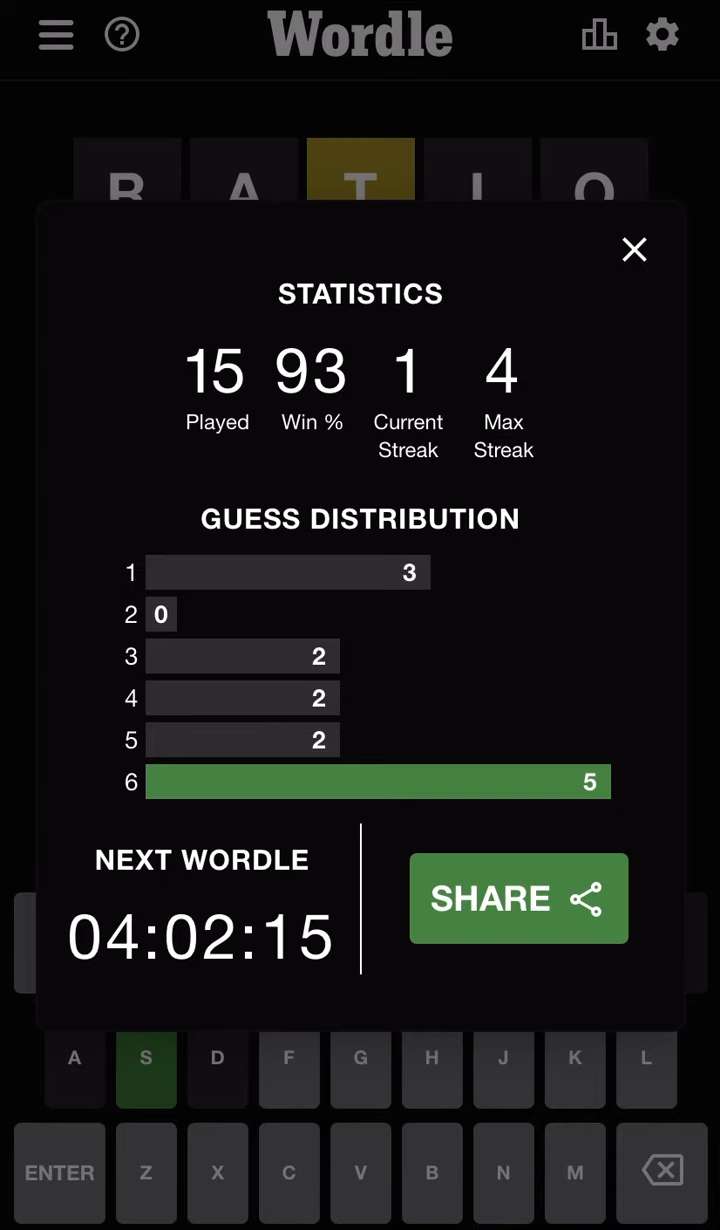 Wordle
R A T I O
STATISTICS
15 93 1 4
Played Win % Current Streak Max Streak
GUESS DISTRIBUTION
1 3
2 0
3 2
4 2
5 2
6 5
NEXT WORDLE
04:02:15
SHARE
A S D F G H J K L
ENTER Z X C V B N M